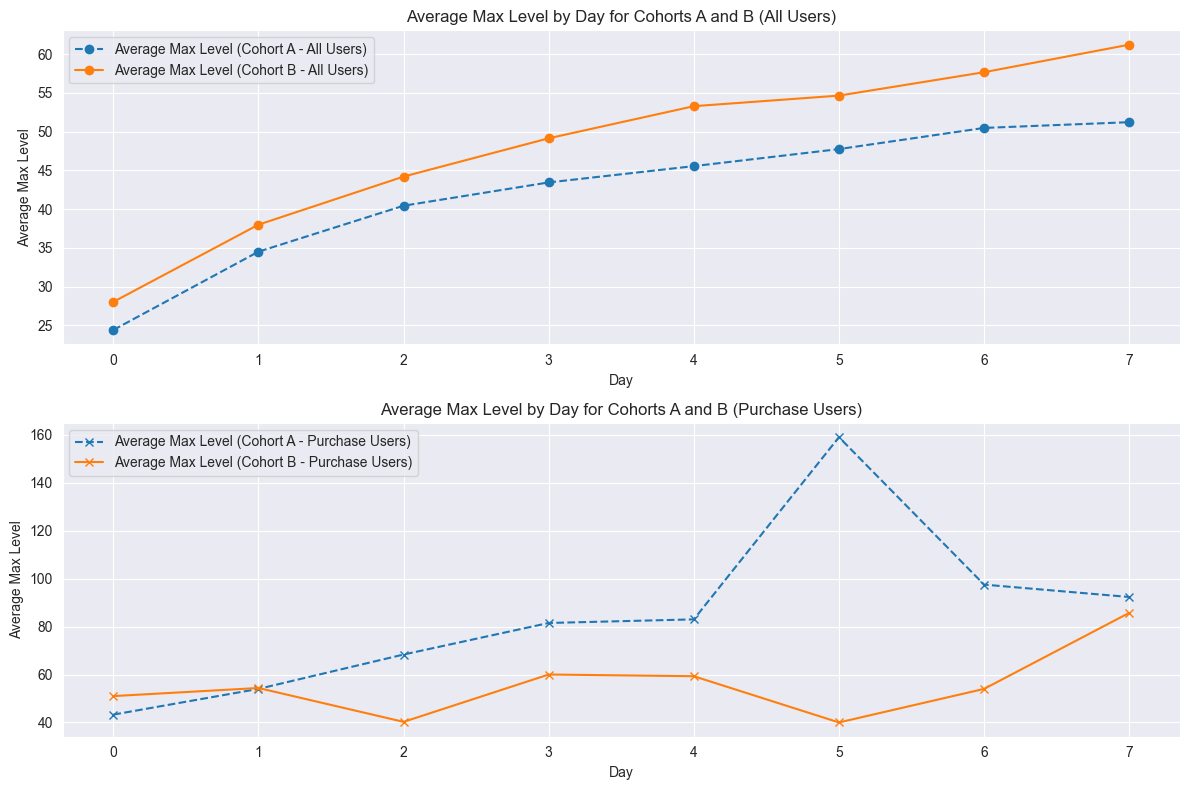 Average Max Level by Day for Cohorts A and B (All Users)
Average Max Level (Cohort A - All Users)
Average Max Level (Cohort B - All Users)
Average Max Level
60
55
50
45
40
35
30
25
0 1 2 3 4 5 6 7
Day
Average Max Level by Day for Cohorts A and B (Purchase Users)
Average Max Level (Cohort A - Purchase Users)
Average Max Level (Cohort B - Purchase Users)
Average Max Level
160
140
120
100
80
60
40
0 1 2 3 4 5 6 7
Day